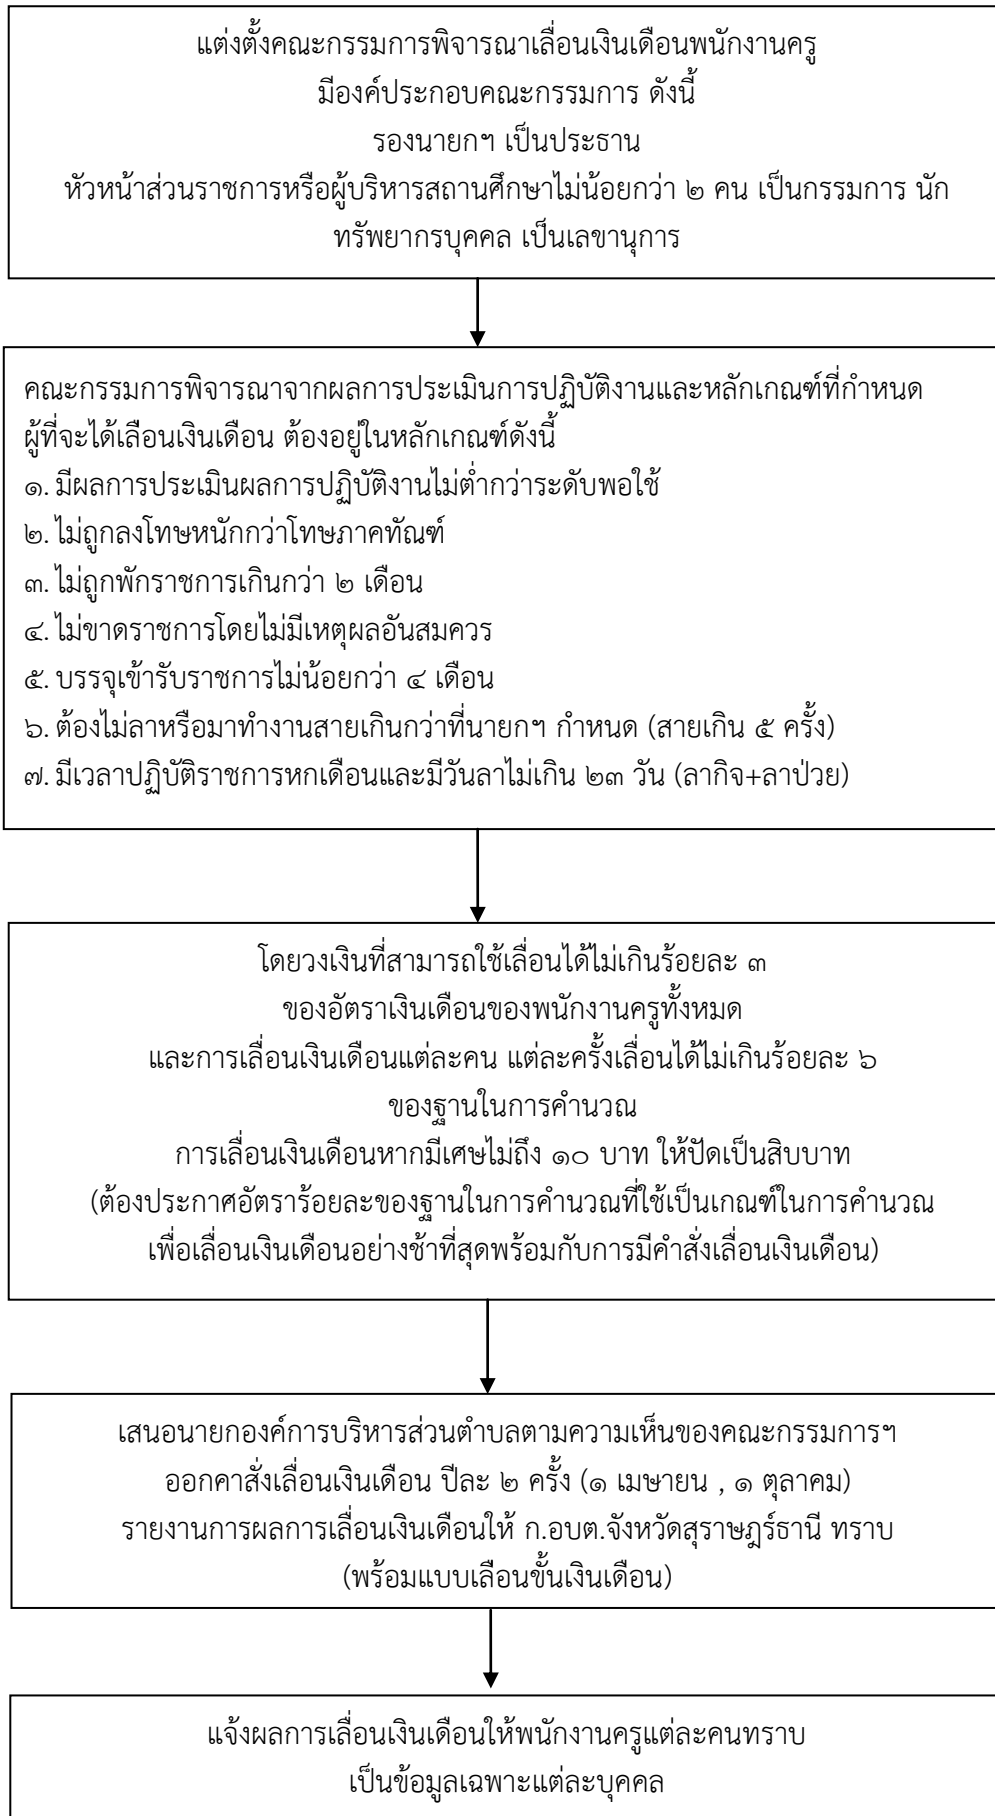 แต่งตั้งคณะกรรมการพิจารณาเลื่อนเงินเดือนพนักงานครู
มีองค์ประกอบคณะกรรมการ ดังนี้
รองนายกฯ เป็นประธาน
หัวหน้าส่วนราชการหรือผู้บริหารสถานศึกษาไม่น้อยกว่า ๒ คน เป็นกรรมการ นัก
ทรัพยากรบุคคล เป็นเลขานุการ
คณะกรรมการพิจารณาจากผลการประเมินการปฏิบัติงานและหลักเกณฑ์ที่กำหนด
ผู้ที่จะได้เลือนเงินเดือน ต้องอยู่ในหลักเกณฑ์ดังนี้
๑. มีผลการประเมินผลการปฏิบัติงานไม่ต่ำกว่าระดับพอใช้
๒. ไม่ถูกลงโทษหนักกว่าโทษภาคทัณฑ์
๓. ไม่ถูกพักราชการเกินกว่า ๒ เดือน
๔. ไม่ขาดราชการโดยไม่มีเหตุผลอันสมควร
๕. บรรจุเข้ารับราชการไม่น้อยกว่า ๔ เดือน
๖. ต้องไม่ลาหรือมาทำงานสายเกินกว่าที่นายกฯ กำหนด (สายเกิน ๕ ครั้ง)
๗. มีเวลาปฏิบัติราชการหกเดือนและมีวันลาไม่เกิน ๒๓ วัน (ลากิจ+ลาป่วย)
โดยวงเงินที่สามารถใช้เลื่อนได้ไม่เกินร้อยละ ๓
ของอัตราเงินเดือนของพนักงานครูทั้งหมด
และการเลื่อนเงินเดือนแต่ละคน แต่ละครั้งเลื่อนได้ไม่เกินร้อยละ ๖
ของฐานในการคำนวณ
การเลื่อนเงินเดือนหากมีเศษไม่ถึง ๑๐ บาท ให้ปัดเป็นสิบบาท
(ต้องประกาศอัตราร้อยละของฐานในการคำนวณที่ใช้เป็นเกณฑ์ในการคำนวณ
เพื่อเลื่อนเงินเดือนอย่างช้าที่สุดพร้อมกับการมีคำสั่งเลื่อนเงินเดือน)
เสนอนายกองค์การบริหารส่วนตำบลตามความเห็นของคณะกรรมการฯ
ออกคาสั่งเลื่อนเงินเดือน ปีละ ๒ ครั้ง (๑ เมษายน , ๑ ตุลาคม)
รายงานการผลการเลื่อนเงินเดือนให้ ก.อบต.จังหวัดสุราษฎร์ธานี ทราบ
(พร้อมแบบเลือนขั้นเงินเดือน)
แจ้งผลการเลื่อนเงินเดือนให้พนักงานครูแต่ละคนทราบ
เป็นข้อมูลเฉพาะแต่ละบุคคล